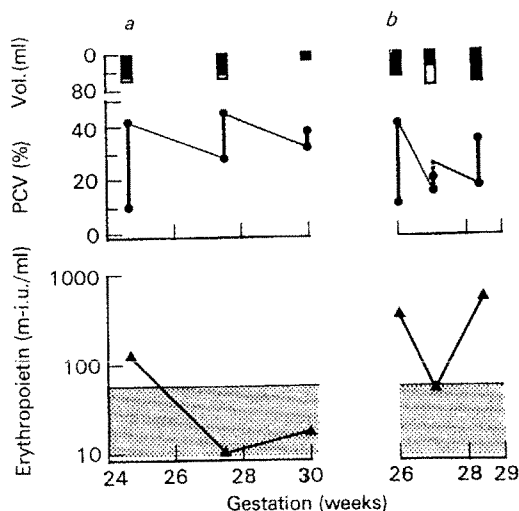 a b
Vol. (ml)
0
80
PCV (%)
40
20
0
Erythropoietin (m-i.u./ml)
1000
100
10
24 26 28 30 26 28 29
Gestation (weeks)